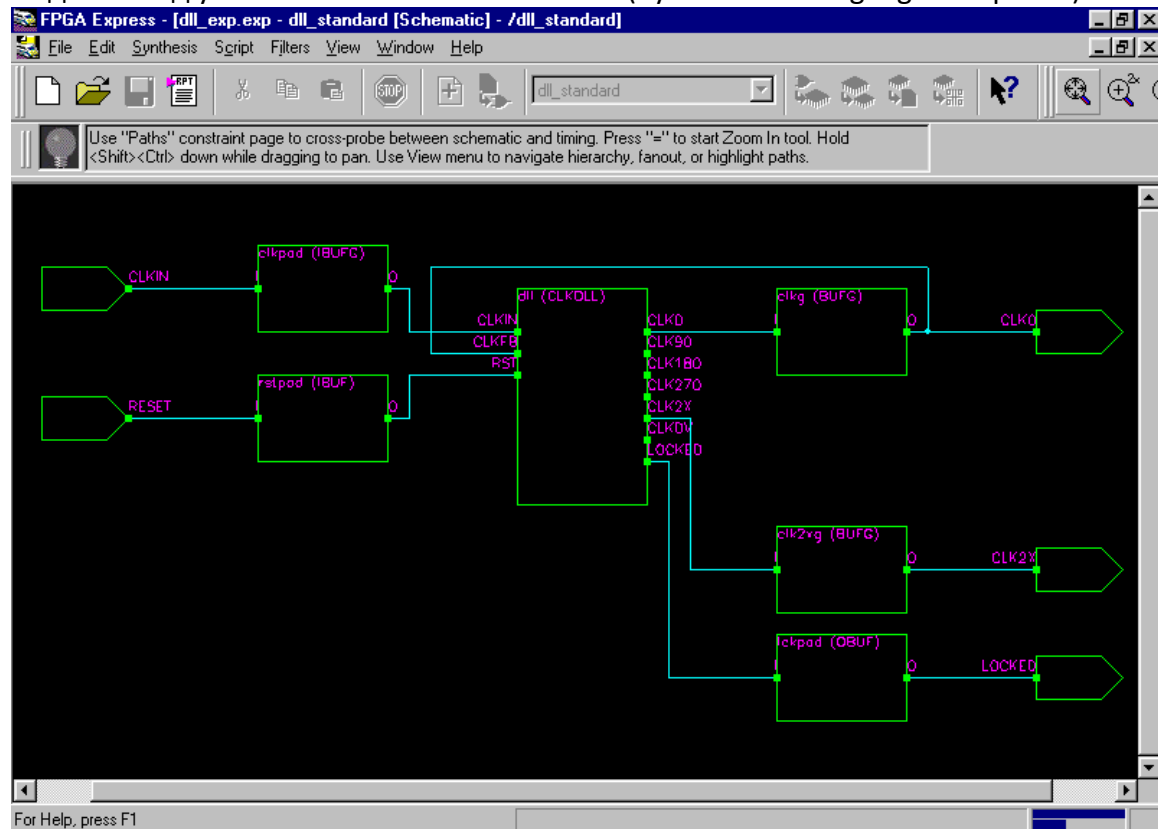 FPGA Express - [dll_exp.exp - dll_standard [Schematic] - /dll_standard]
File Edit Synthesis Script Filters View Window Help
RPT
STOP
dll_standard
2x
Use "Paths" constraint page to cross-probe between schematic and timing. Press "=" to start Zoom In tool. Hold
<Shift><Ctrl> down while dragging to pan. Use View menu to navigate hierarchy, fanout, or highlight paths.
clkpad (IBUFG)
CLKIN
I
O
dll (CLKDLL)
clkg (BUFG)
CLKIN
CLK0
I
O
CLK0
CLKFB
CLK90
RST
CLK180
rstpad (IBUF)
CLK270
RESET
I
O
CLK2X
CLKDV
LOCKED
clk2xg (BUFG)
I
O
CLK2X
lckpad (OBUF)
I
O
LOCKED
For Help, press F1